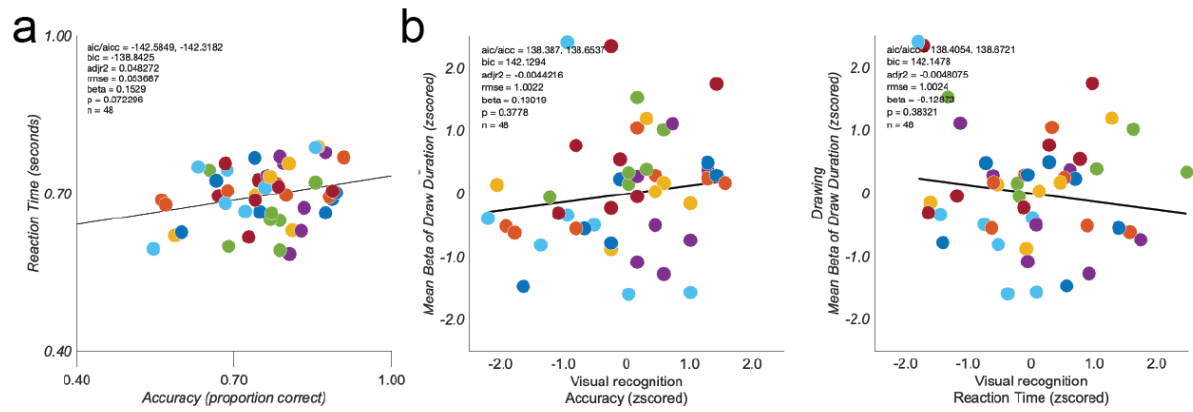 a
1.00
aic/aicc = -142.5849, -142.3182
bic = -138.8425
adjr2 = 0.048272
rmse = 0.053687
beta = 0.1529
p = 0.072296
n = 48
Reaction Time (seconds)
0.70
0.40
0.40 0.70 1.00
Accuracy (proportion correct)
b
aic/aicc = 138.387, 138.6537
bic = 142.1294
adjr2 = -0.0044216
rmse = 1.0022
beta = 0.13019
p = 0.3778
n = 48
Mean Beta of Draw Duration (zscored)
2.0
1.0
0
-1.0
-2.0
-2.0 -1.0 0 1.0 2.0
Visual recognition
Accuracy (zscored)
aic/aicc = 138.4054, 138.6721
bic = 142.1478
adjr2 = -0.0048075
rmse = 1.0024
beta = -0.12873
p = 0.38321
n = 48
Drawing
Mean Beta of Draw Duration (zscored)
2.0
1.0
0
-1.0
-2.0
-2.0 -1.0 0 1.0 2.0
Visual recognition
Reaction Time (zscored)